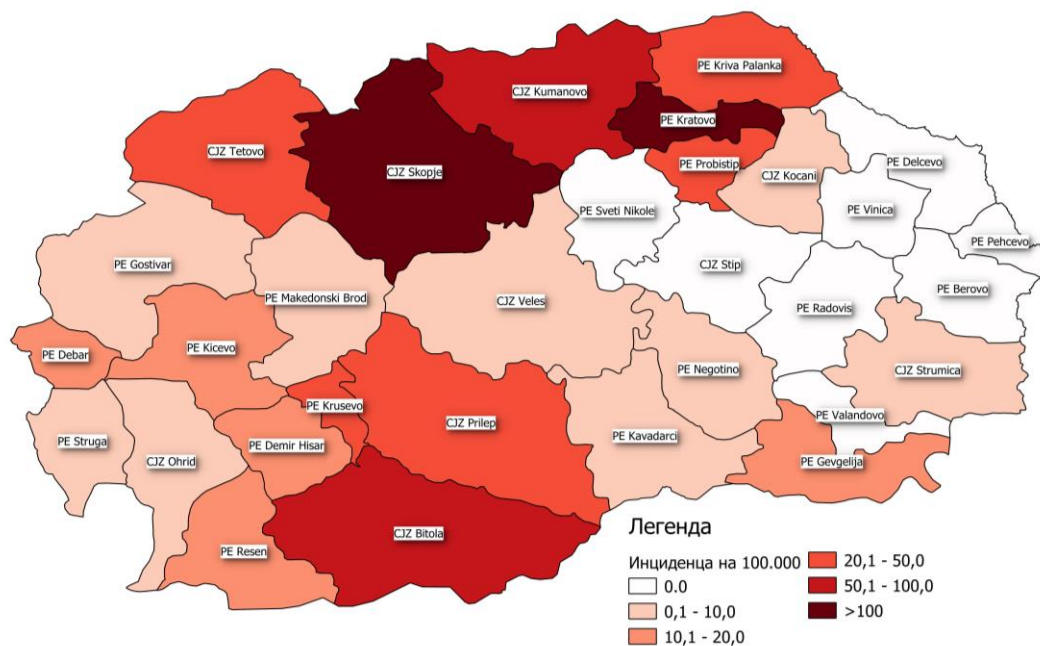 PE Kriva Palanka
CJZ Kumanovo
PE Kratovo
CJZ Tetovo
CJZ Skopje
PE Probistip
CJZ Kocani
PE Delcevo
PE Sveti Nikole
PE Vinica
PE Pehcevo
PE Gostivar
CJZ Stip
PE Makedonski Brod
CJZ Veles
PE Radovis
PE Berovo
PE Debar
PE Kicevo
PE Negotino
CJZ Strumica
PE Krusevo
PE Valandovo
CJZ Prilep
PE Kavadarci
PE Struga
PE Demir Hisar
CJZ Ohrid
PE Gevgelija
CJZ Bitola
PE Resen
Легенда
Инциденца на 100.000
0.0
0,1 - 10,0
10,1 - 20,0
20,1 - 50,0
50,1 - 100,0
>100